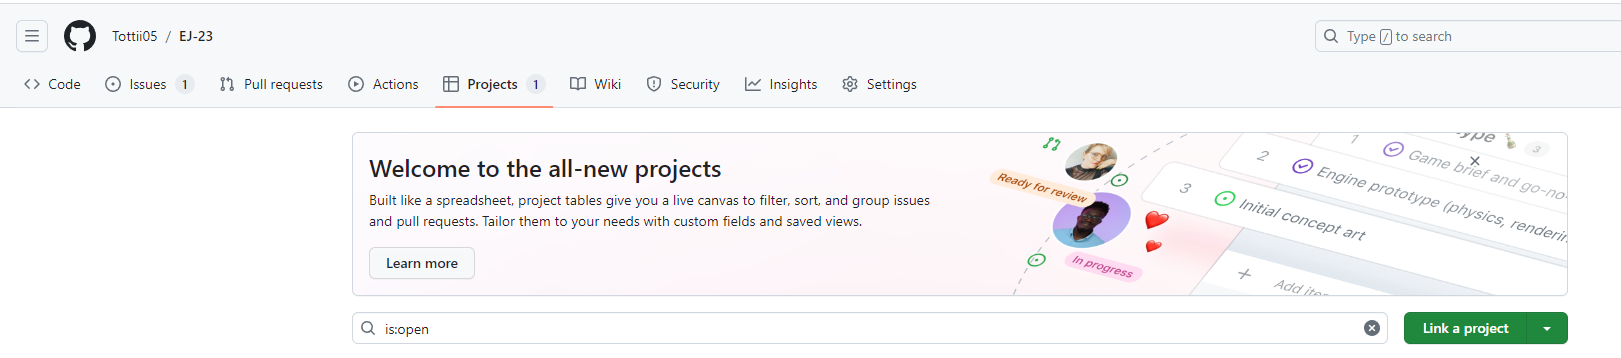 Tottii05 / EJ-23
Type / to search
Code Issues 1 Pull requests Actions Projects 1 Wiki Security Insights Settings
Welcome to the all-new projects
Built like a spreadsheet, project tables give you a live canvas to filter, sort, and group issues
and pull requests. Tailor them to your needs with custom fields and saved views.
Learn more
Ready for review
In progress
1 Game brief and go-no-
2 Engine prototype (physics, renderin
3 Initial concept art
3
+ Add
is:open
Link a project